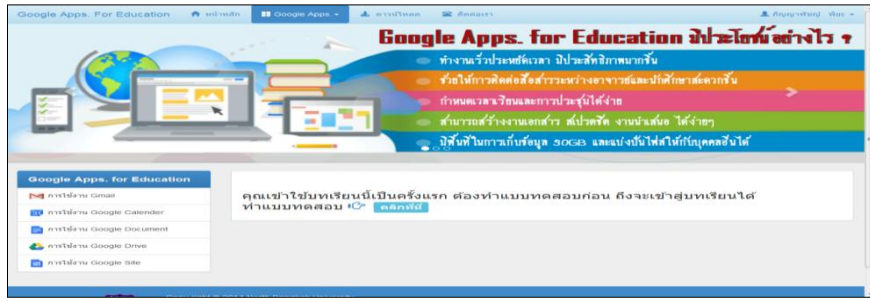 Google Apps. For Education หน้าหลัก Google Apps ดาวน์โหลด ติดต่อเรา
Google Apps. for Education มีประโยชน์อย่างไร ?
ทำงานเร็วประหยัดเวลา มีประสิทธิภาพมากขึ้น
ช่วยให้การติดต่อสื่อสารระหว่างอาจารย์และนักศึกษาสะดวกขึ้น
กำหนดเวลาเรียนและการประชุมได้ง่าย
สามารถสร้างงานเอกสาร สเปรดชีต งานนำเสนอ ได้ง่ายๆ
มีพื้นที่ในการเก็บข้อมูล 30GB และแบ่งปันไฟล์ให้กับบุคคลอื่นได้
Google Apps. for Education
การใช้งาน Gmail
การใช้งาน Google Calender
การใช้งาน Google Document
การใช้งาน Google Drive
การใช้งาน Google Site
คุณเข้าใช้บทเรียนนี้เป็นครั้งแรก ต้องทำแบบทดสอบก่อน ถึงจะเข้าสู่บทเรียนได้
ทำแบบทดสอบ คลิกที่นี่